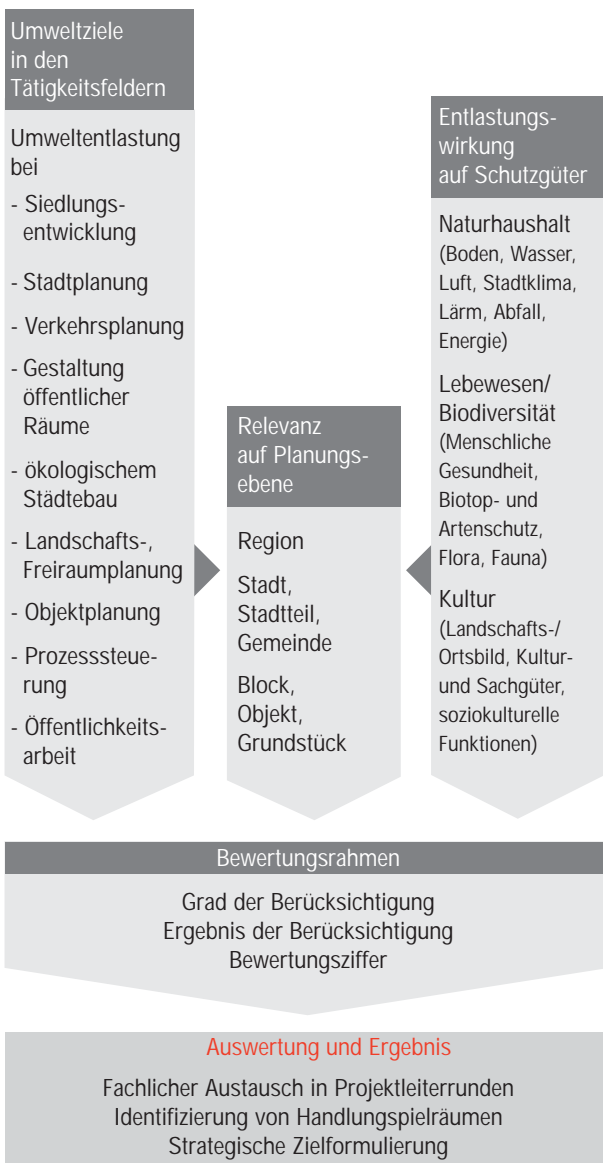 Umweltziele
in den
Tätigkeitsfeldern
Umweltentlastung
bei
- Siedlungs-
entwicklung
- Stadtplanung
- Verkehrsplanung
- Gestaltung
öffentlicher
Räume
- ökologischem
Städtebau
- Landschafts-,
Freiraumplanung
- Objektplanung
- Prozesssteue-
rung
- Öffentlichkeits-
arbeit
Relevanz
auf Planungs-
ebene
Region
Stadt,
Stadtteil,
Gemeinde
Block,
Objekt,
Grundstück
Entlastungs-
wirkung
auf Schutzgüter
Naturhaushalt
(Boden, Wasser,
Luft, Stadtklima,
Lärm, Abfall,
Energie)
Lebewesen/
Biodiversität
(Menschliche
Gesundheit,
Biotop- und
Artenschutz,
Flora, Fauna)
Kultur
(Landschafts-/
Ortsbild, Kultur-
und Sachgüter,
soziokulturelle
Funktionen)
Bewertungsrahmen
Grad der Berücksichtigung
Ergebnis der Berücksichtigung
Bewertungsziffer
Auswertung und Ergebnis
Fachlicher Austausch in Projektleiterrunden
Identifizierung von Handlungspielräumen
Strategische Zielformulierung